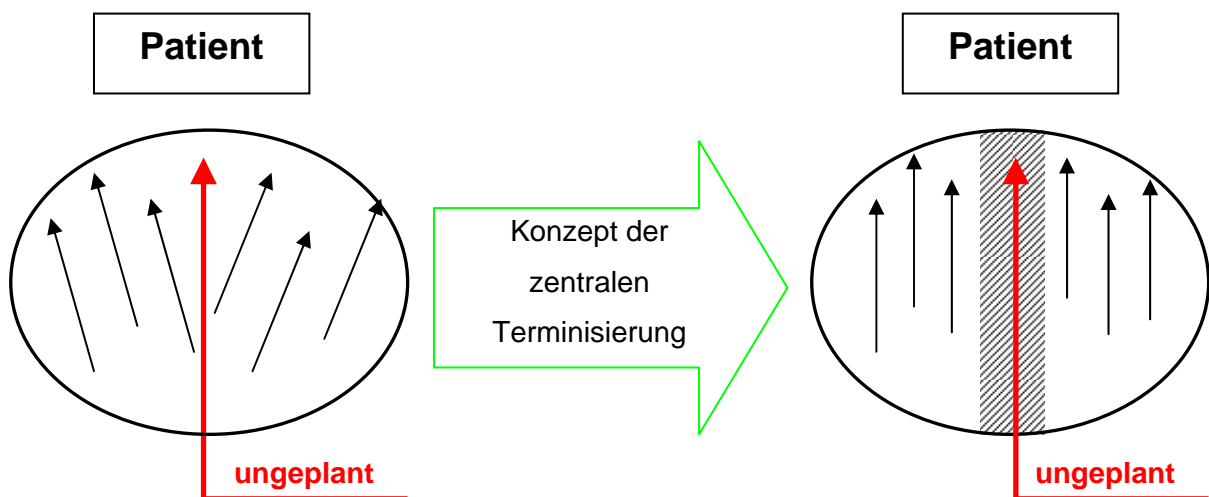 Patient
Patient
Konzept der
zentralen
Terminisierung
ungeplant
ungeplant